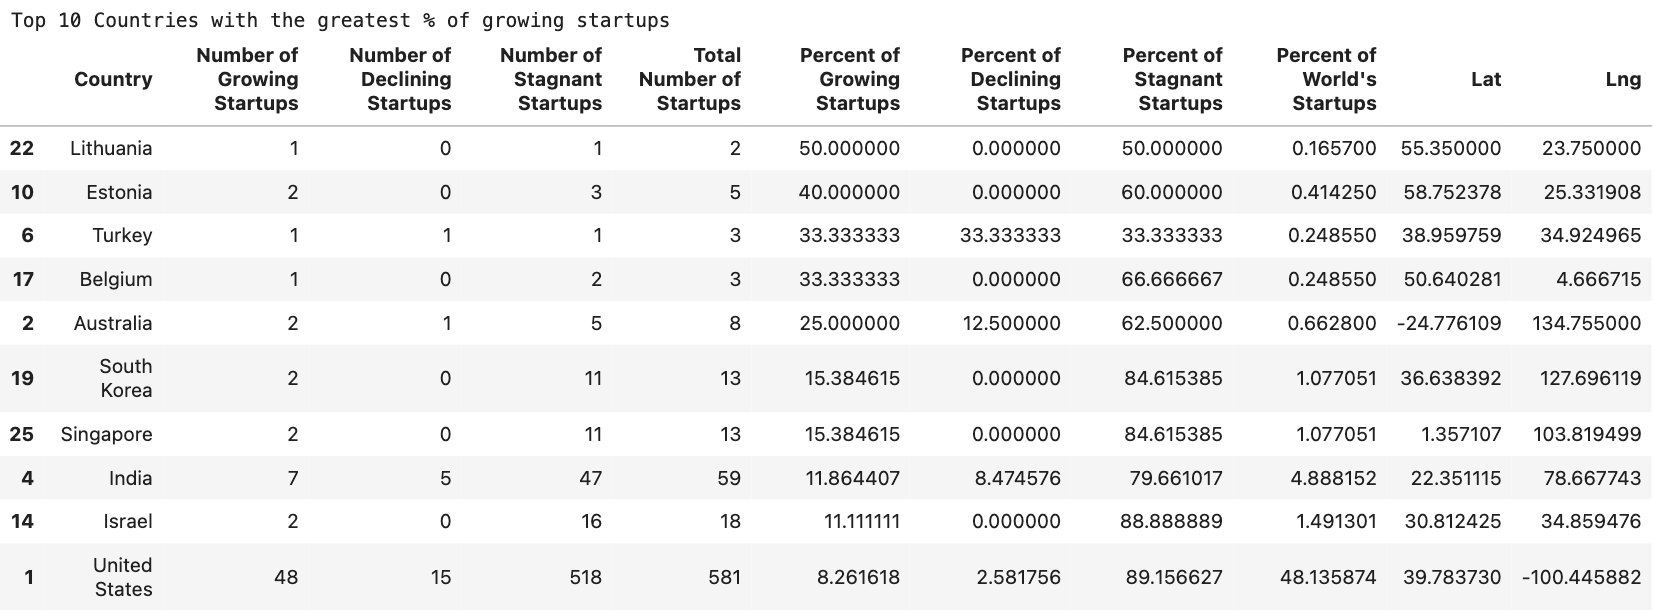 Top 10 Countries with the greatest % of growing startups
Country Number of Growing Startups Number of Declining Startups Number of Stagnant Startups Total Number of Startups Percent of Growing Startups Percent of Declining Startups Percent of Stagnant Startups Percent of World's Startups Lat Lng
22 Lithuania 1 0 1 2 50.000000 0.000000 50.000000 0.165700 55.350000 23.750000
10 Estonia 2 0 3 5 40.000000 0.000000 60.000000 0.414250 58.752378 25.331908
6 Turkey 1 1 1 3 33.333333 33.333333 33.333333 0.248550 38.959759 34.924965
17 Belgium 1 0 2 3 33.333333 0.000000 66.666667 0.248550 50.640281 4.666715
2 Australia 2 1 5 8 25.000000 12.500000 62.500000 0.662800 -24.776109 134.755000
19 South Korea 2 0 11 13 15.384615 0.000000 84.615385 1.077051 36.638392 127.696119
25 Singapore 2 0 11 13 15.384615 0.000000 84.615385 1.077051 1.357107 103.819499
4 India 7 5 47 59 11.864407 8.474576 79.661017 4.888152 22.351115 78.667743
14 Israel 2 0 16 18 11.111111 0.000000 88.888889 1.491301 30.812425 34.859476
1 United States 48 15 518 581 8.261618 2.581756 89.156627 48.135874 39.783730 -100.445882